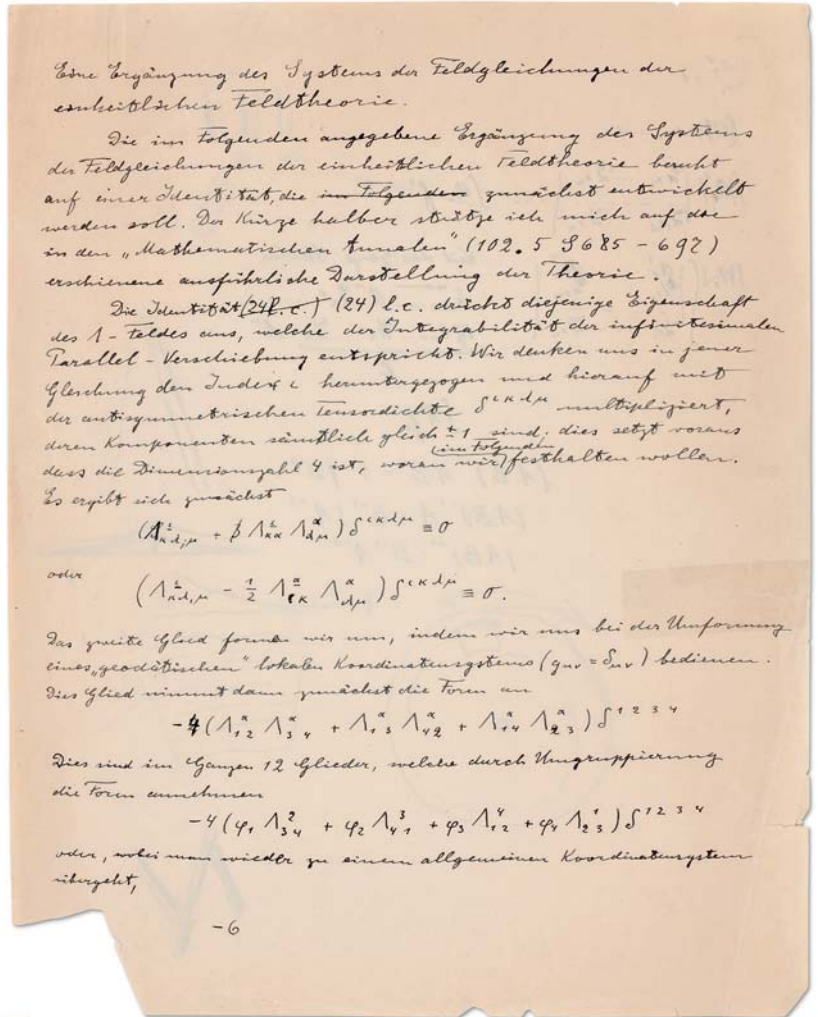 Eine Ergänzung des Systems der Feldgleichungen der
einheitlichen Feldtheorie.
Die im Folgenden angegebene Ergänzung des Systems
der Feldgleichungen der einheitlichen Feldtheorie beruht
auf einer Identität, die im Folgenden zunächst entwickelt
werden soll. Der Kürze halber stütze ich mich auf die
in den „Mathematischen Annalen" (102. S 685 - 697)
erschienene ausführliche Darstellung der Theorie.
Die Identität (24 l.c.) (24) l.c. drückt diejenige Eigenschaft
des Λ-Feldes aus, welche der Integrabilität der infinitesimalen
Parallel-Verschiebung entspricht. Wir denken uns in jener
Gleichung den Index ι heruntergezogen und hierauf mit
der antisymmetrischen Tensordichte δ^{ικλμ} multipliziert,
deren Komponenten sämtlich gleich ± 1 sind; dies setzt voraus
dass die Dimensionszahl 4 ist, woran wir (im Folgenden) festhalten wollen.
Es ergibt sich zunächst
oder
(Λ^ι_{κλ;μ} - 1/2 Λ^α_{ικ} Λ^α_{λμ}) δ^{ικλμ} ≡ 0.
Das zweite Glied formen wir um, indem wir uns bei der Umformung
eines „geodätischen" lokalen Koordinatensystems (g_{μν} = δ_{μν}) bedienen.
Dies Glied nimmt dann zunächst die Form an
-4(Λ^α_{12} Λ^α_{34} + Λ^α_{13} Λ^α_{42} + Λ^α_{14} Λ^α_{23}) δ^{1234}
Dies sind im Ganzen 12 Glieder, welche durch Umgruppierung
die Form annehmen
-4(φ_1 Λ^2_{34} + φ_2 Λ^3_{41} + φ_3 Λ^4_{12} + φ_4 Λ^1_{23}) δ^{1234}
oder, wobei man wieder zu einem allgemeinen Koordinatensystem
übergeht,
-6